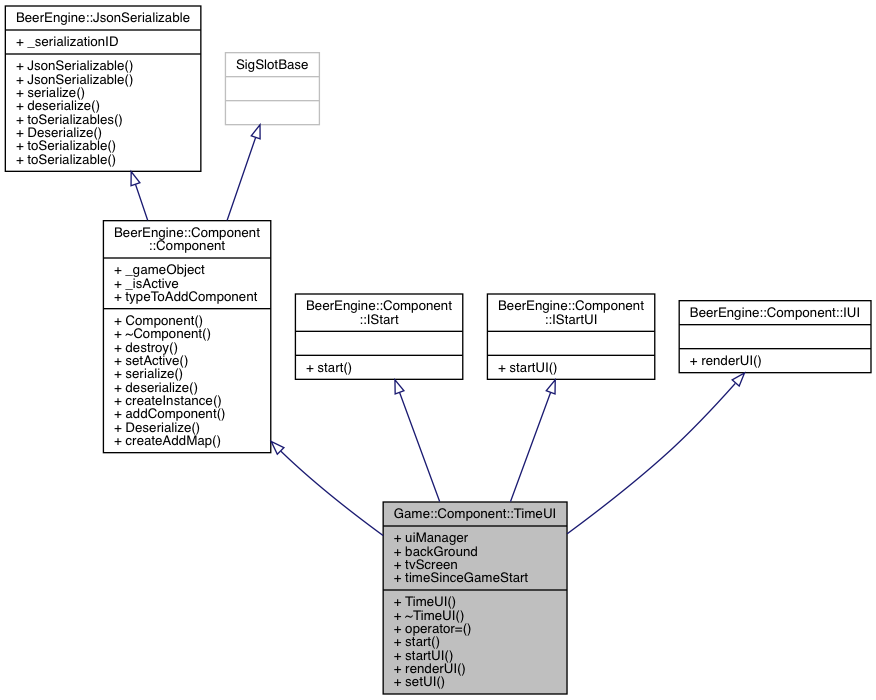 BeerEngine::JsonSerializable
+ _serializationID
+ JsonSerializable()
+ JsonSerializable()
+ serialize()
+ deserialize()
+ toSerializables()
+ Deserialize()
+ toSerializable()
+ toSerializable()
SigSlotBase
BeerEngine::Component
::Component
+ _gameObject
+ _isActive
+ typeToAddComponent
+ Component()
+ ~Component()
+ destroy()
+ setActive()
+ serialize()
+ deserialize()
+ createInstance()
+ addComponent()
+ Deserialize()
+ createAddMap()
BeerEngine::Component
::IStart
+ start()
BeerEngine::Component
::IStartUI
+ startUI()
BeerEngine::Component::IUI
+ renderUI()
Game::Component::TimeUI
+ uiManager
+ backGround
+ tvScreen
+ timeSinceGameStart
+ TimeUI()
+ ~TimeUI()
+ operator=()
+ start()
+ startUI()
+ renderUI()
+ setUI()